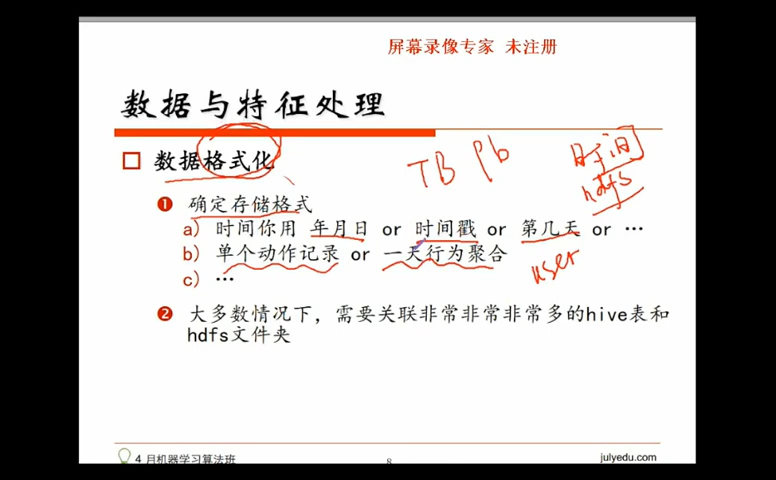 屏幕录像专家 未注册
数据与特征处理
数据格式化
TB Pb
时间
hdfs
❶ 确定存储格式
a) 时间你用 年月日 or 时间戳 or 第几天 or …
b) 单个动作记录 or 一天行为聚合
user
c) …
❷ 大多数情况下，需要关联非常非常非常多的hive表和
hdfs文件夹
4月机器学习算法班
8
julyedu.com